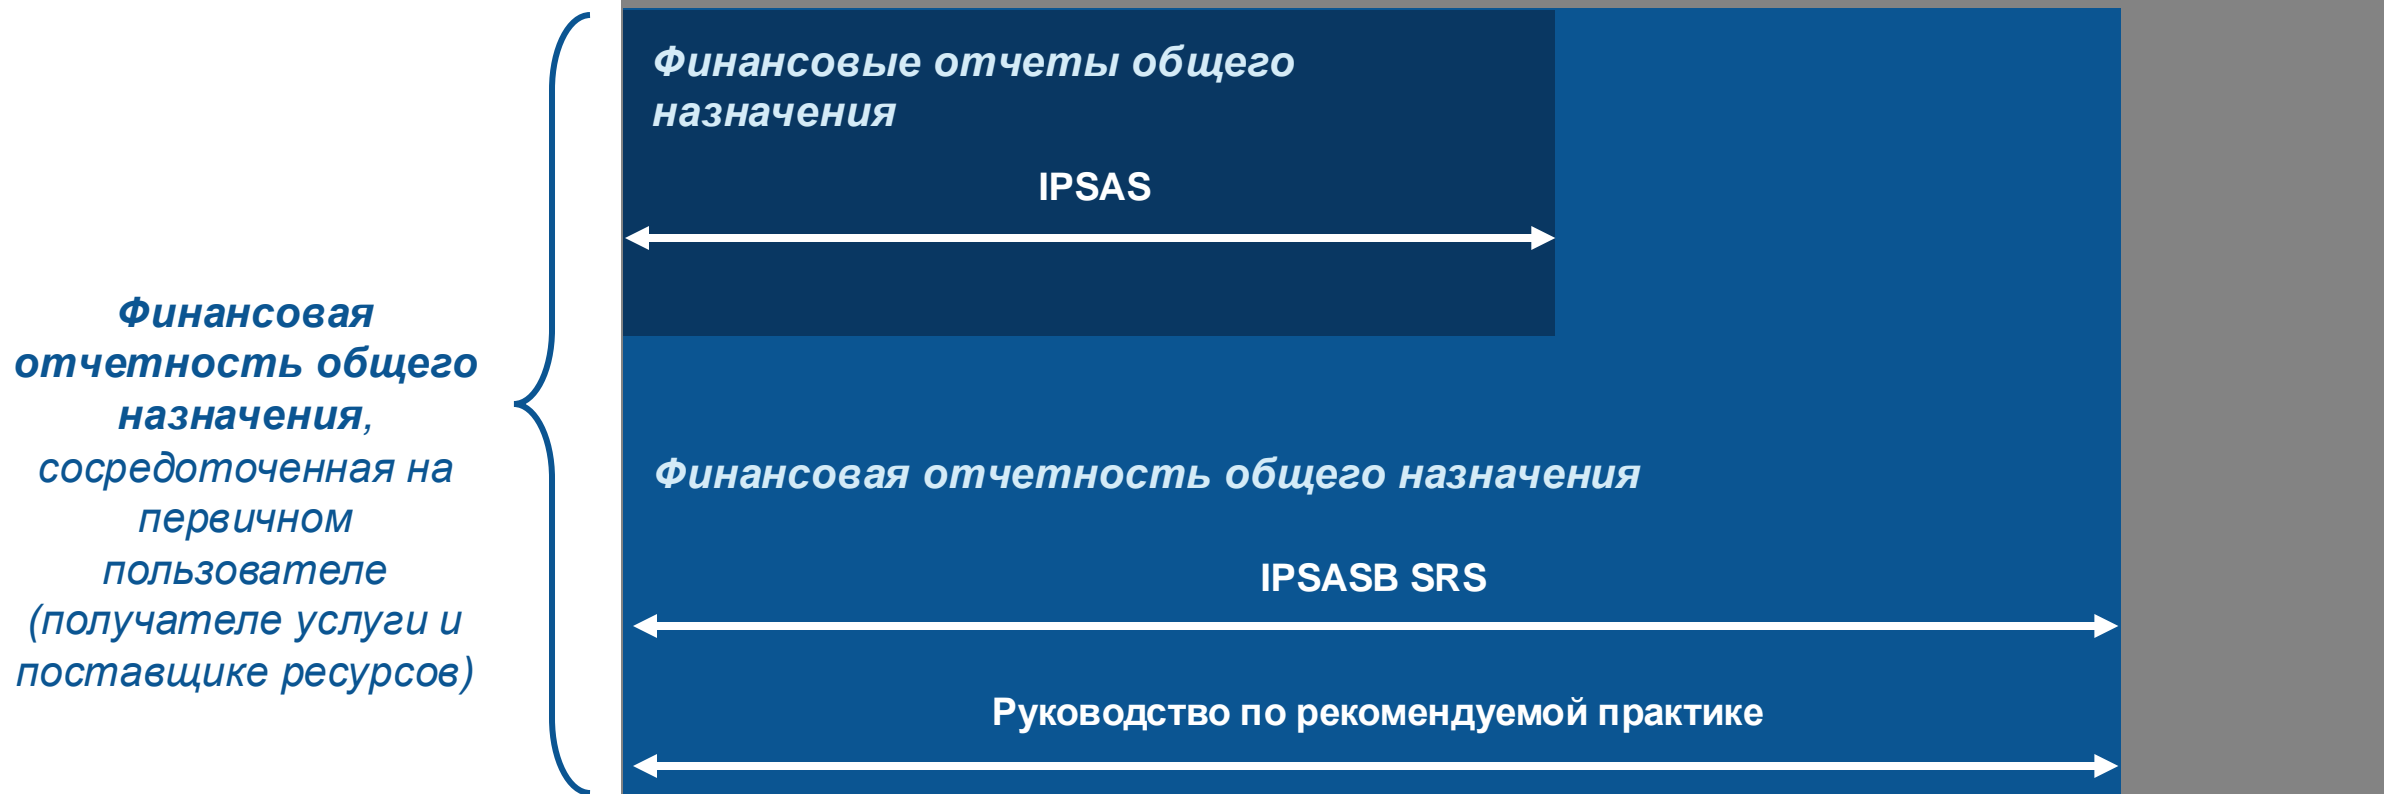 Финансовая
отчетность общего
назначения,
сосредоточенная на
первичном
пользователе
(получателе услуги и
поставщике ресурсов)
Финансовые отчеты общего
назначения
IPSAS
Финансовая отчетность общего назначения
IPSASB SRS
Руководство по рекомендуемой практике